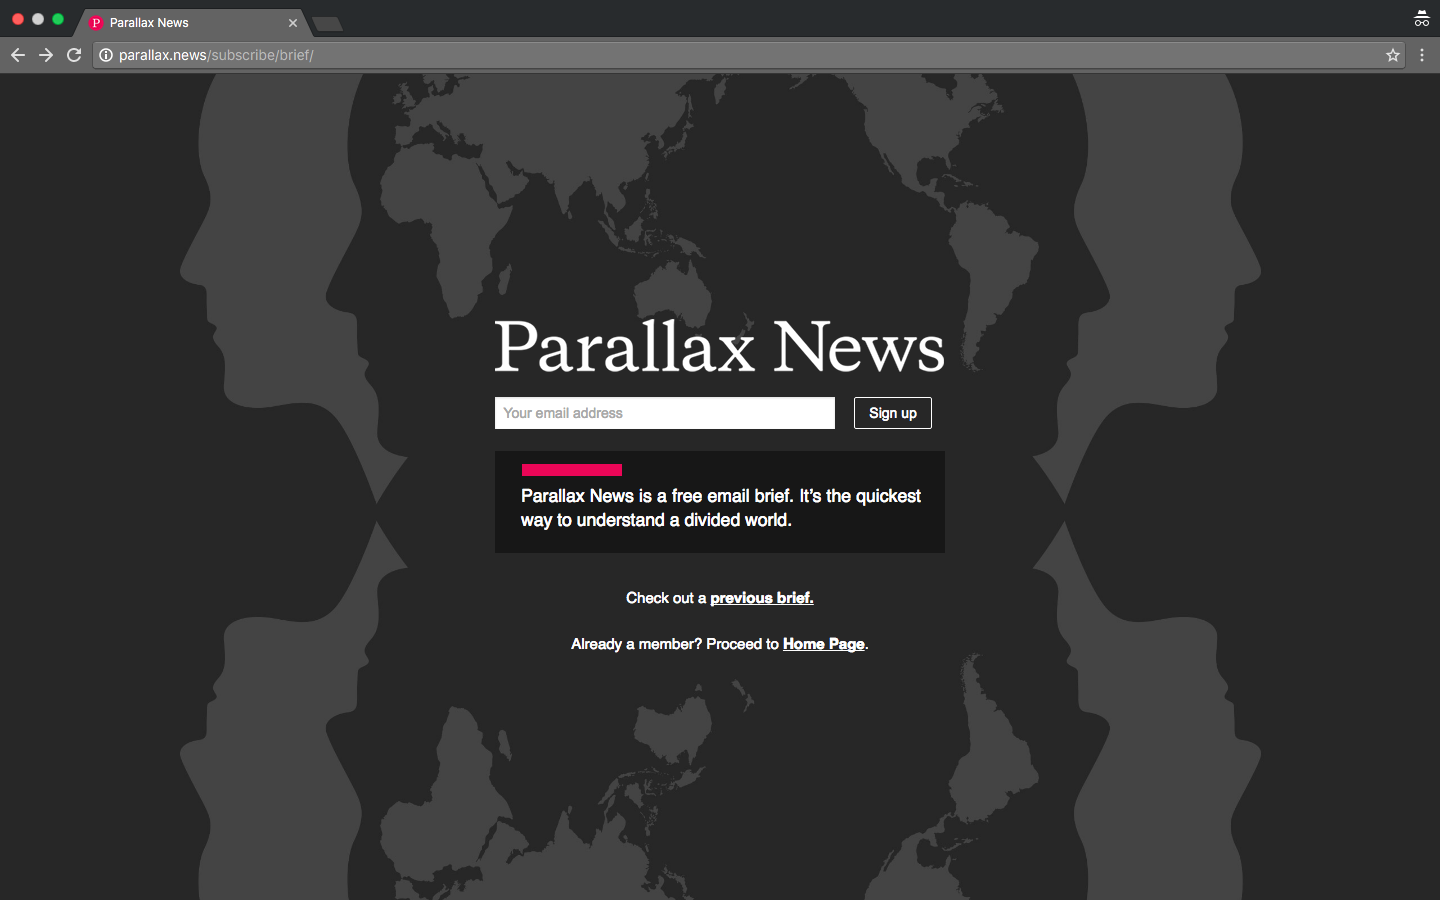 Parallax News
parallax.news/subscribe/brief/
Parallax News
Your email address
Sign up
Parallax News is a free email brief. It’s the quickest
way to understand a divided world.
Check out a previous brief.
Already a member? Proceed to Home Page.